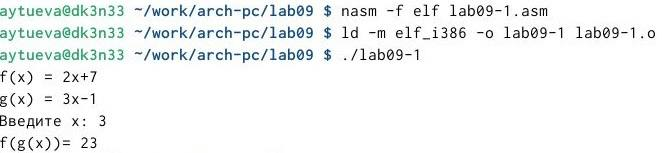 aytueva@dk3n33 ~/work/arch-pc/lab09 $ nasm -f elf lab09-1.asm
aytueva@dk3n33 ~/work/arch-pc/lab09 $ ld -m elf_i386 -o lab09-1 lab09-1.o
aytueva@dk3n33 ~/work/arch-pc/lab09 $ ./lab09-1
f(x) = 2x+7
g(x) = 3x-1
Введите x: 3
f(g(x))= 23